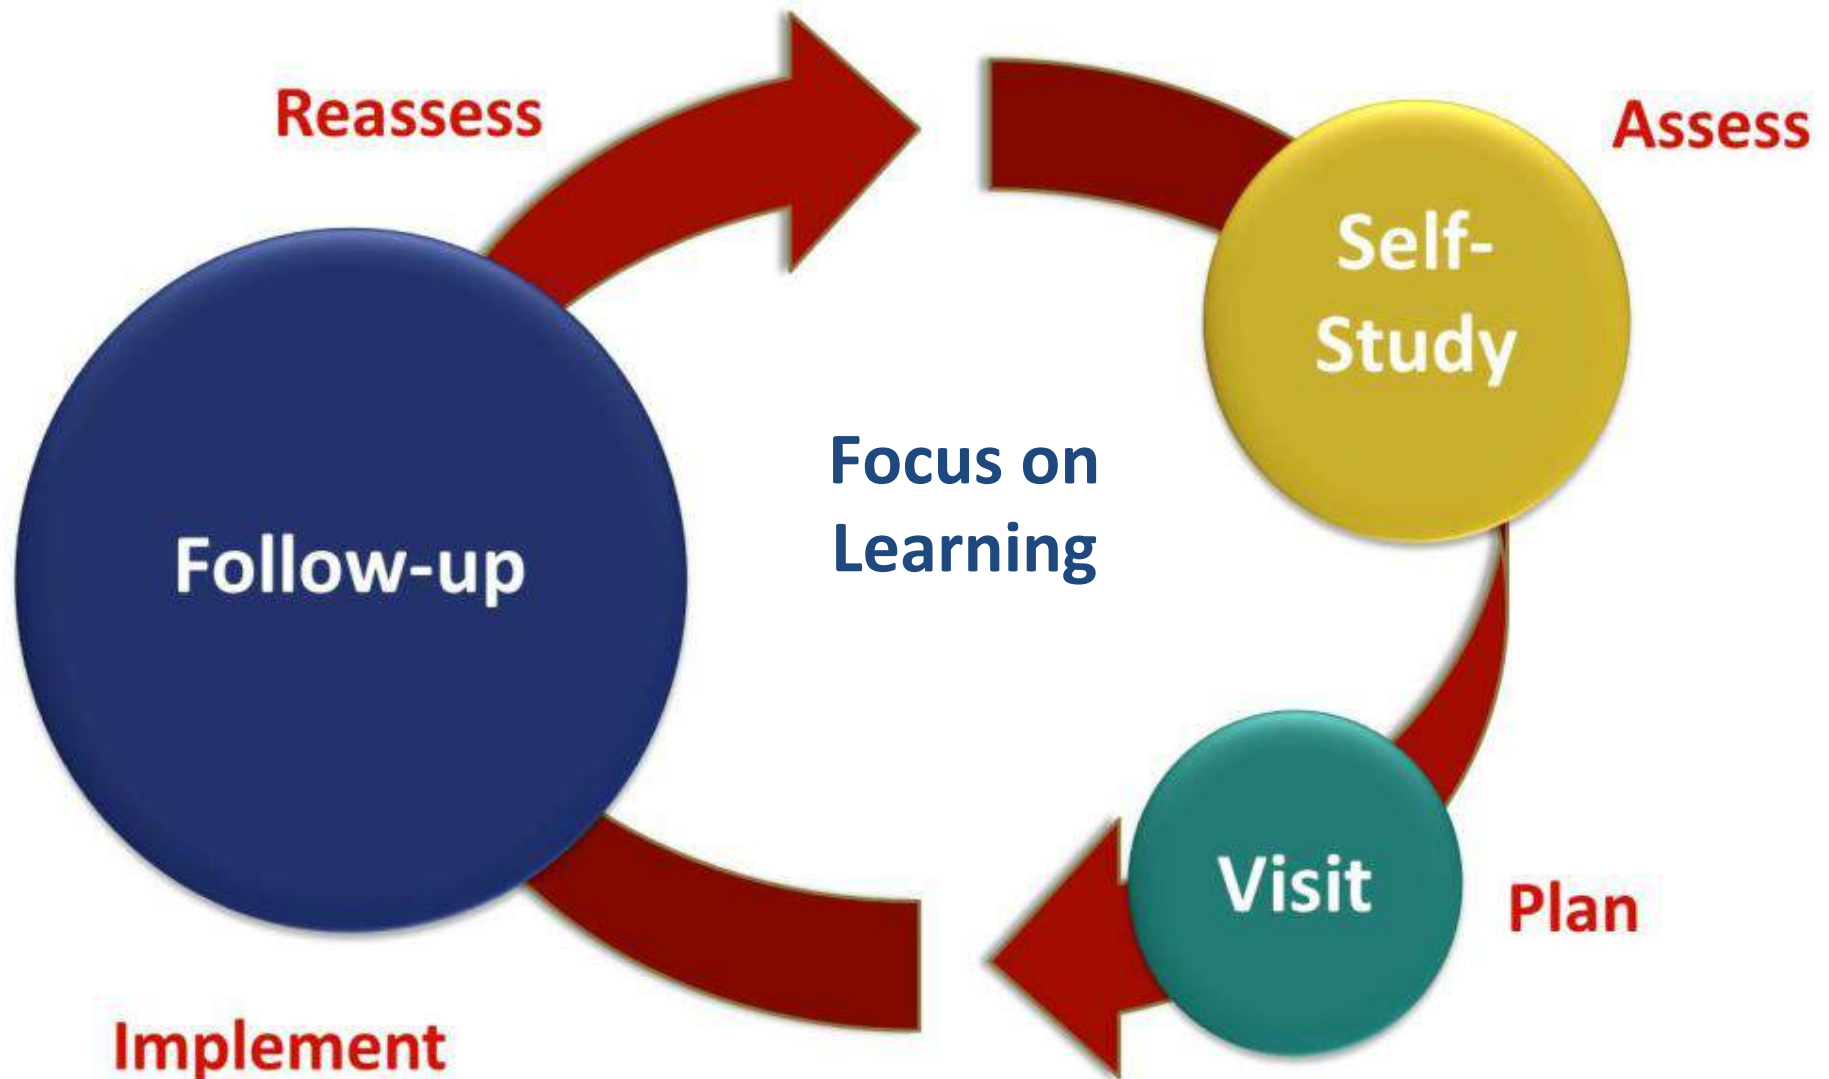 Reassess
Assess
Self-
Study
Focus on
Learning
Follow-up
Visit
Plan
Implement